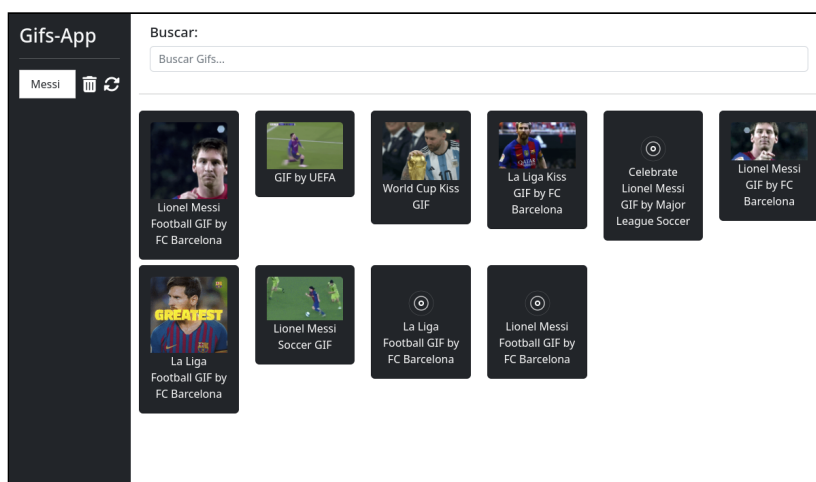 Gifs-App
Messi
Buscar:
Buscar Gifs...
Lionel Messi
Football GIF by
FC Barcelona
GIF by UEFA
World Cup Kiss
GIF
La Liga Kiss
GIF by FC
Barcelona
Celebrate
Lionel Messi
GIF by Major
League Soccer
Lionel Messi
GIF by FC
Barcelona
GREATEST
La Liga
Football GIF by
FC Barcelona
Lionel Messi
Soccer GIF
La Liga
Football GIF by
FC Barcelona
Lionel Messi
Football GIF by
FC Barcelona